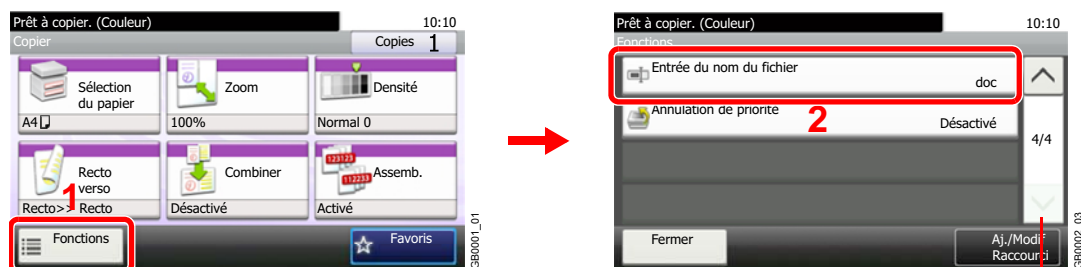 Prêt à copier. (Couleur) 10:10
Copier Copies 1
Sélection du papier
A4
Zoom
100%
Densité
Normal 0
Recto verso
Recto>> Recto
Combiner
Désactivé
Assemb.
123123
112233
Activé
1
Fonctions
Favoris
GB0001_01
Prêt à copier. (Couleur) 10:10
Fonctions
Entrée du nom du fichier
doc
Annulation de priorité
Désactivé
2
4/4
Fermer
Aj./Modif
Raccourci
GB0002_03